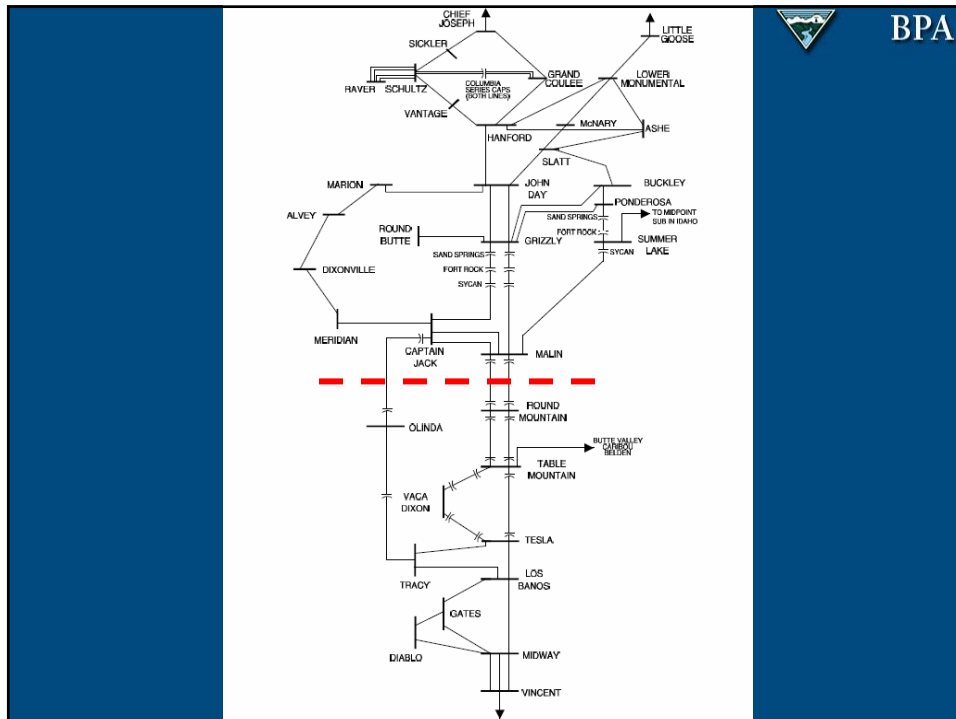 BPA
CHIEF
JOSEPH
LITTLE
GOOSE
SICKLER
RAVER
SCHULTZ
COLUMBIA
SERIES CAPS
(BOTH LINES)
GRAND
COULEE
LOWER
MONUMENTAL
VANTAGE
HANFORD
McNARY
ASHE
SLATT
MARION
JOHN
DAY
BUCKLEY
PONDEROSA
ALVEY
SAND SPRINGS
TO MIDPOINT
SUB IN IDAHO
ROUND
BUTTE
GRIZZLY
FORT ROCK
SUMMER
LAKE
SYCAN
SAND SPRINGS
FORT ROCK
SYCAN
DIXONVILLE
MERIDIAN
CAPTAIN
JACK
MALIN
ROUND
MOUNTAIN
OLINDA
BUTTE VALLEY
CARIBOU
BELDEN
TABLE
MOUNTAIN
VACA
DIXON
TESLA
TRACY
LOS
BANOS
GATES
DIABLO
MIDWAY
VINCENT